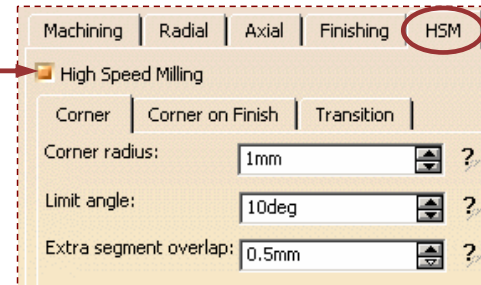 Machining Radial Axial Finishing HSM
High Speed Milling
Corner Corner on Finish Transition
Corner radius: 1mm ?
Limit angle: 10deg ?
Extra segment overlap: 0.5mm ?